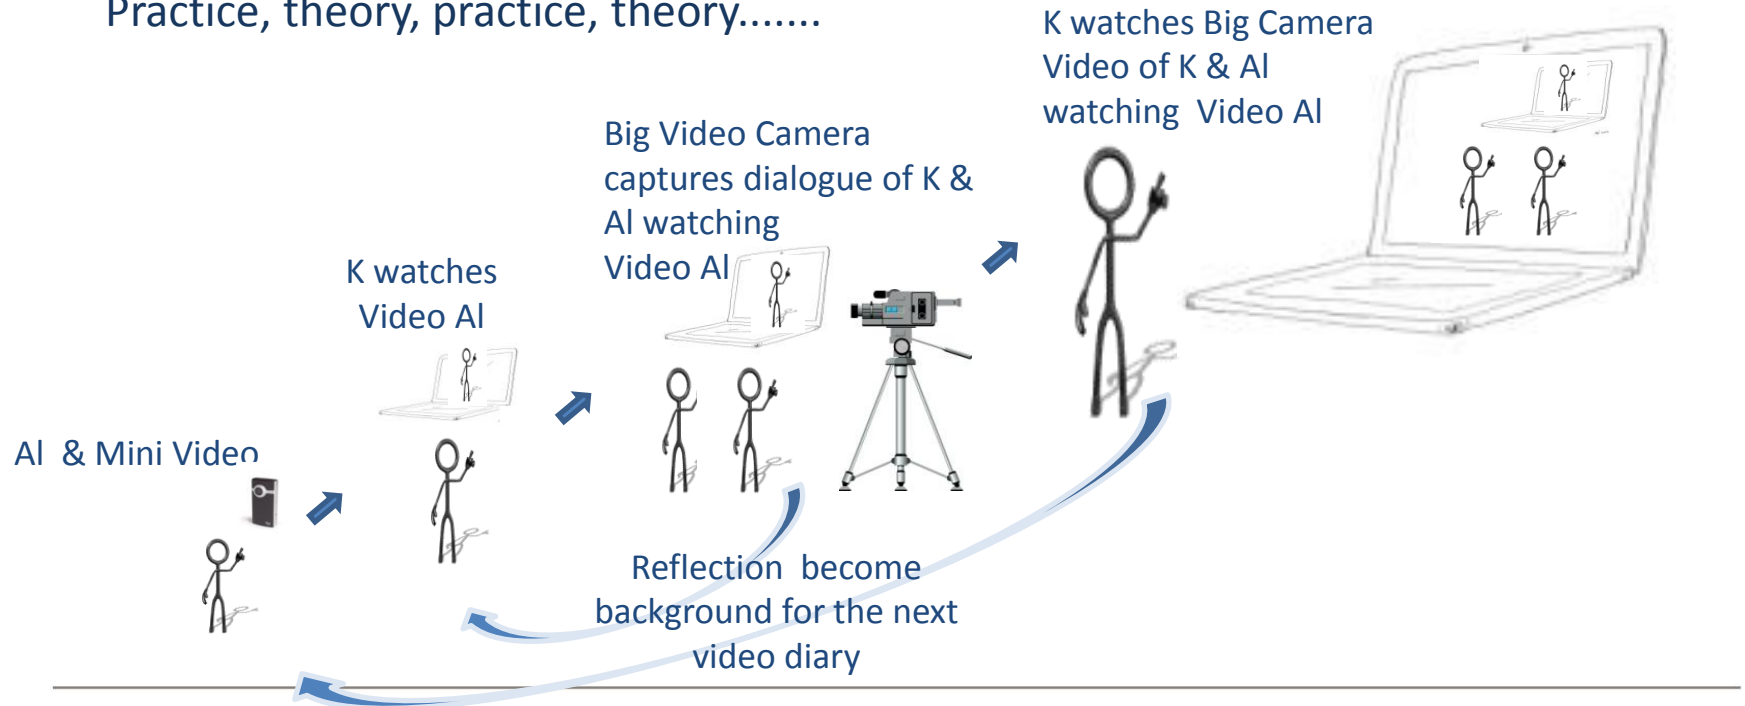 Practice, theory, practice, theory.......
K watches Big Camera
Video of K & Al
watching  Video Al
Big Video Camera
captures dialogue of K &
Al watching
Video Al
K watches
Video Al
Al  & Mini Video
Reflection  become
background for the next
video diary